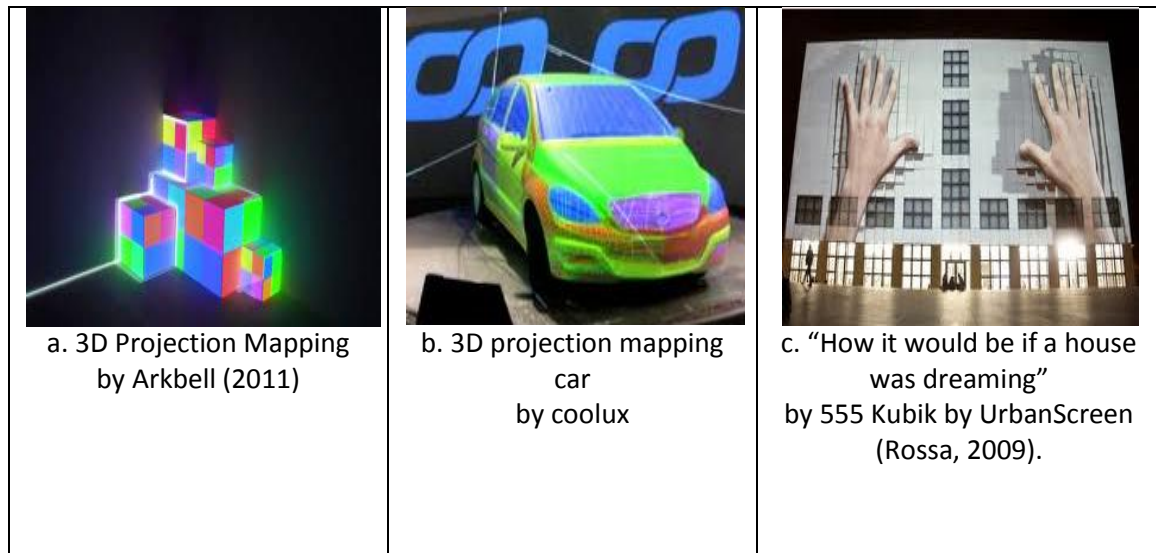 a. 3D Projection Mapping
by Arkbell (2011)
b. 3D projection mapping
car
by coolux
c. “How it would be if a house
was dreaming”
by 555 Kubik by UrbanScreen
(Rossa, 2009).